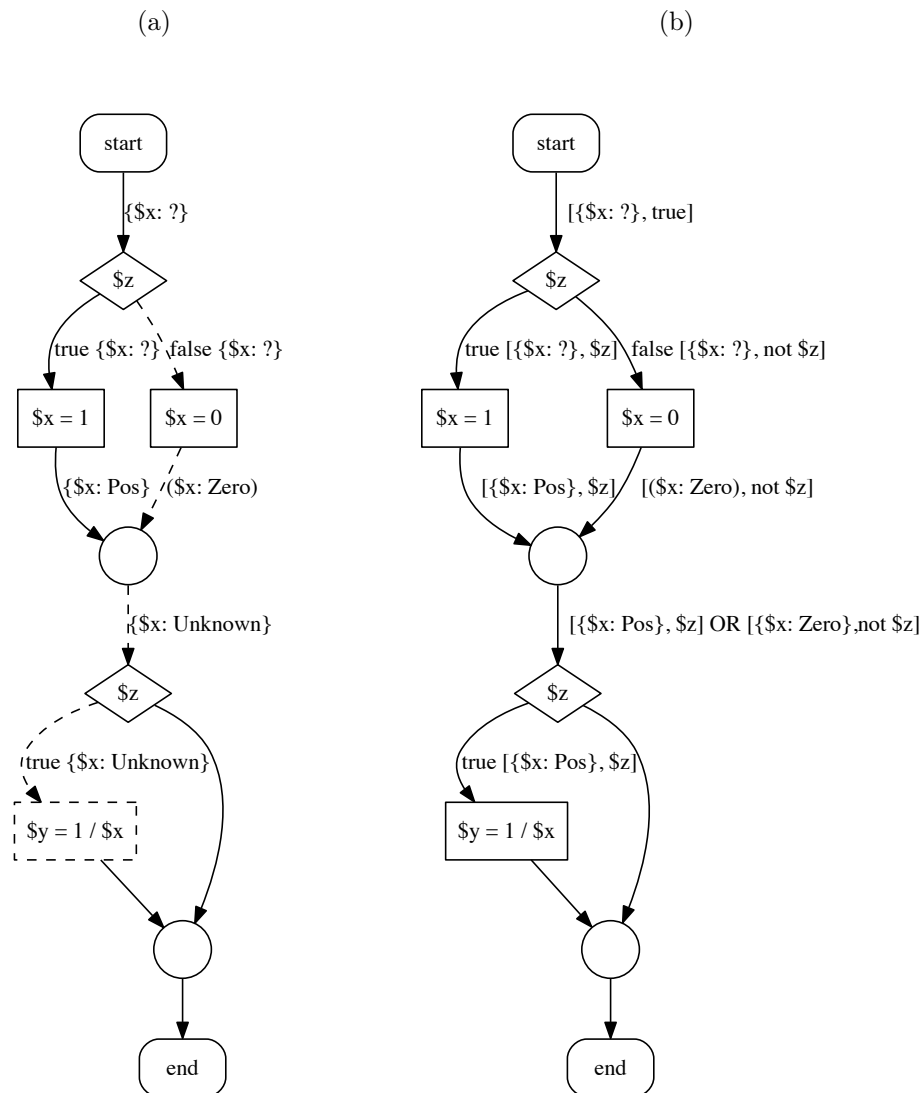 (a)
start
{$x: ?}
$z
true {$x: ?}
false {$x: ?}
$x = 1
$x = 0
{$x: Pos}
($x: Zero)
{$x: Unknown}
$z
true {$x: Unknown}
$y = 1 / $x
end
(b)
start
[{$x: ?}, true]
$z
true [{$x: ?}, $z]
false [{$x: ?}, not $z]
$x = 1
$x = 0
[{$x: Pos}, $z]
[($x: Zero), not $z]
[{$x: Pos}, $z] OR [{$x: Zero},not $z]
$z
true [{$x: Pos}, $z]
$y = 1 / $x
end